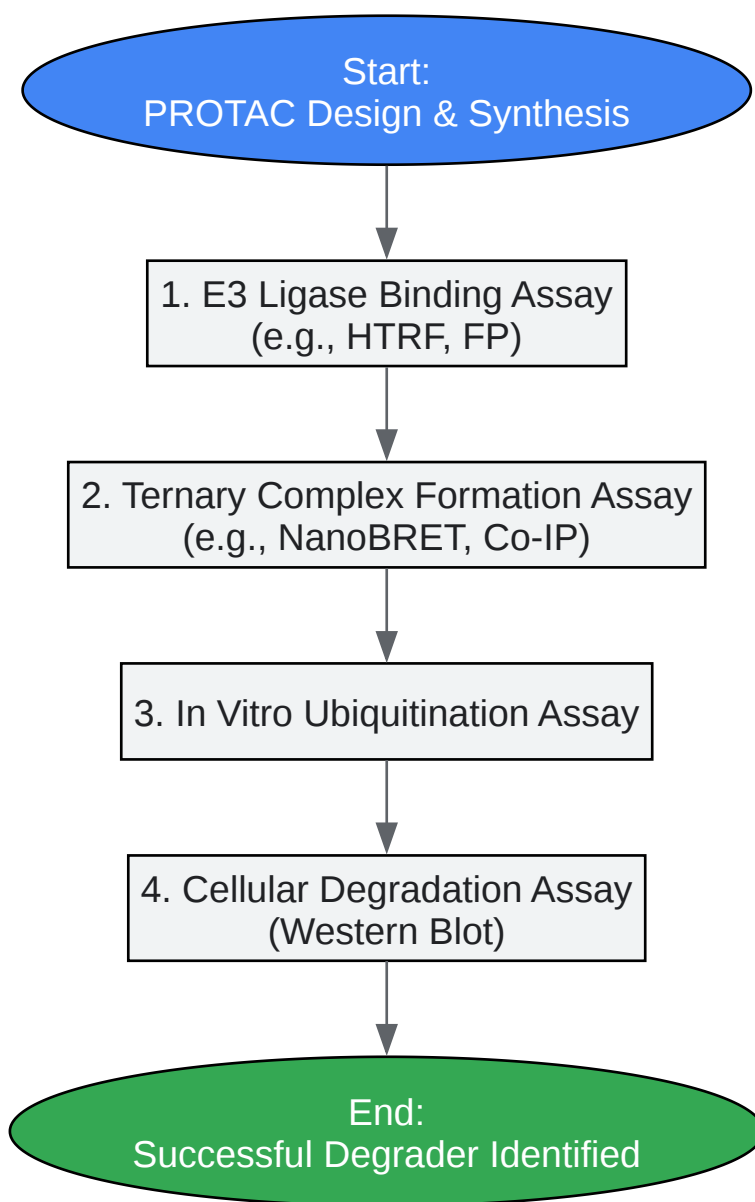 Start:
PROTAC Design & Synthesis
1. E3 Ligase Binding Assay
(e.g., HTRF, FP)
2. Ternary Complex Formation Assay
(e.g., NanoBRET, Co-IP)
3. In Vitro Ubiquitination Assay
4. Cellular Degradation Assay
(Western Blot)
End:
Successful Degrader Identified